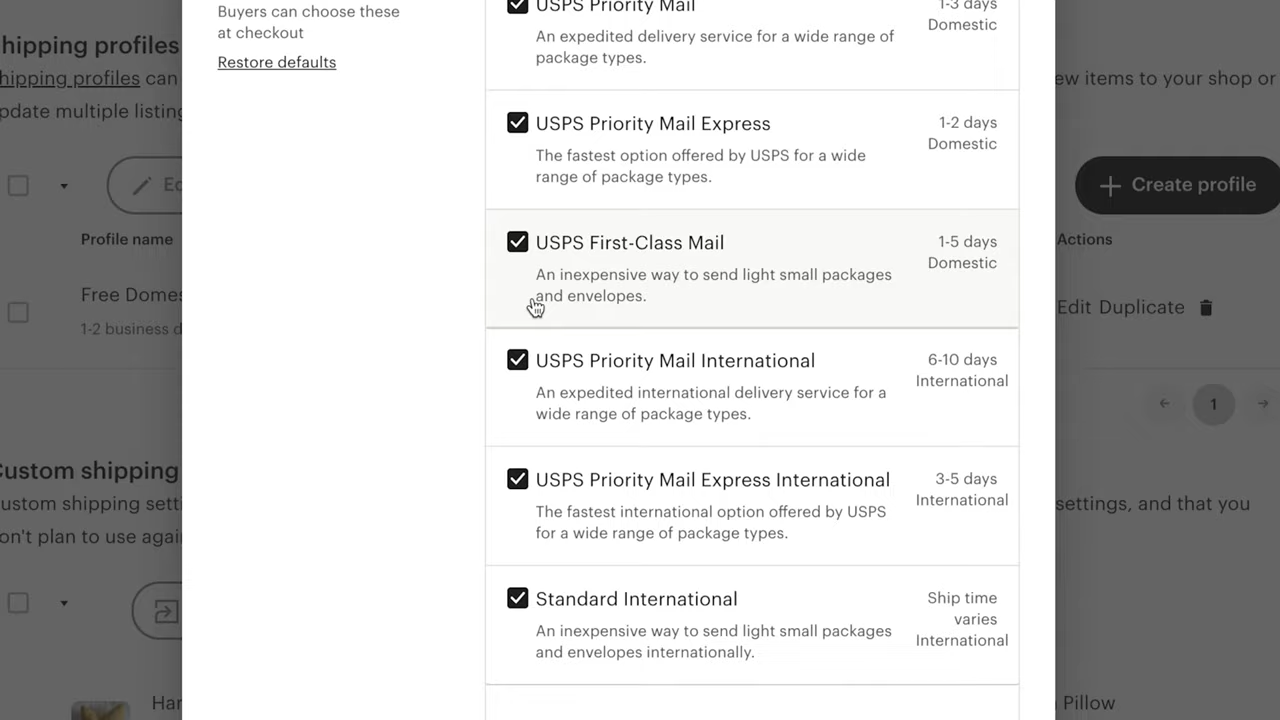 Buyers can choose these
at checkout
Restore defaults
USPS Priority Mail
An expedited delivery service for a wide range of
package types.
1-3 days
Domestic
USPS Priority Mail Express
The fastest option offered by USPS for a wide
range of package types.
1-2 days
Domestic
USPS First-Class Mail
An inexpensive way to send light small packages
and envelopes.
1-5 days
Domestic
USPS Priority Mail International
An expedited international delivery service for a
wide range of package types.
6-10 days
International
USPS Priority Mail Express International
The fastest international option offered by USPS
for a wide range of package types.
3-5 days
International
Standard International
An inexpensive way to send light small packages
and envelopes internationally.
Ship time
varies
International
hipping profiles
hipping profiles can
pdate multiple listing
ew items to your shop or
Create profile
Profile name
Actions
Free Domes
1-2 business d
Edit Duplicate
1
Custom shipping
ustom shipping setti
on't plan to use agai
settings, and that you
Har
Pillow